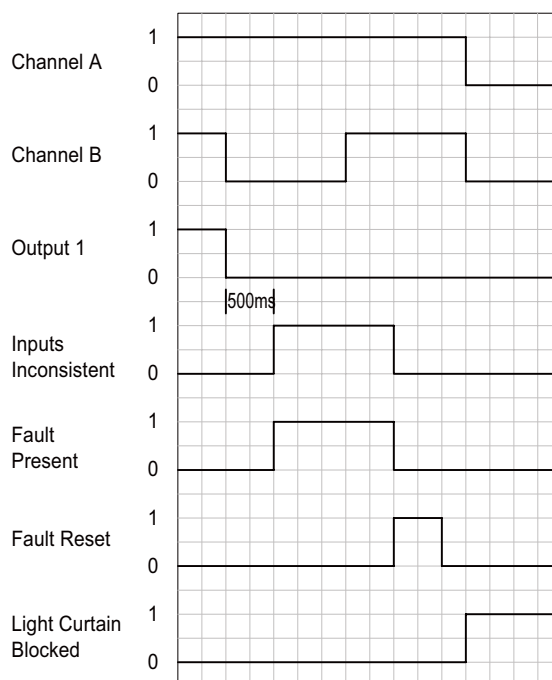 1
Channel A
0
1
Channel B
0
1
Output 1
0
500ms
1
Inputs
Inconsistent
0
1
Fault
Present
0
1
Fault Reset
0
1
Light Curtain
Blocked
0